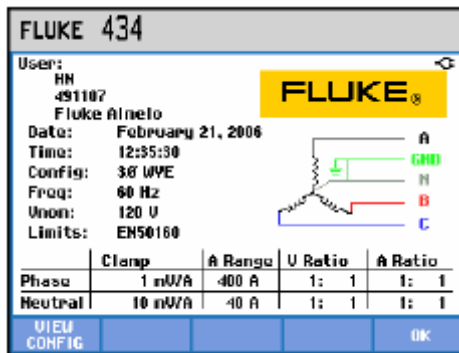 FLUKE 434
User:
HN
491107
Fluke Almelo
FLUKE®
Date: February 21, 2006
Time: 12:35:30
Config: 3Ø WYE
Freq: 60 Hz
Vnom: 120 V
Limits: EN50160
A
GND
N
B
C
Clamp A Range V Ratio A Ratio
Phase 1 mV/A 400 A 1: 1 1: 1
Neutral 10 mV/A 40 A 1: 1 1: 1
VIEW CONFIG
OK